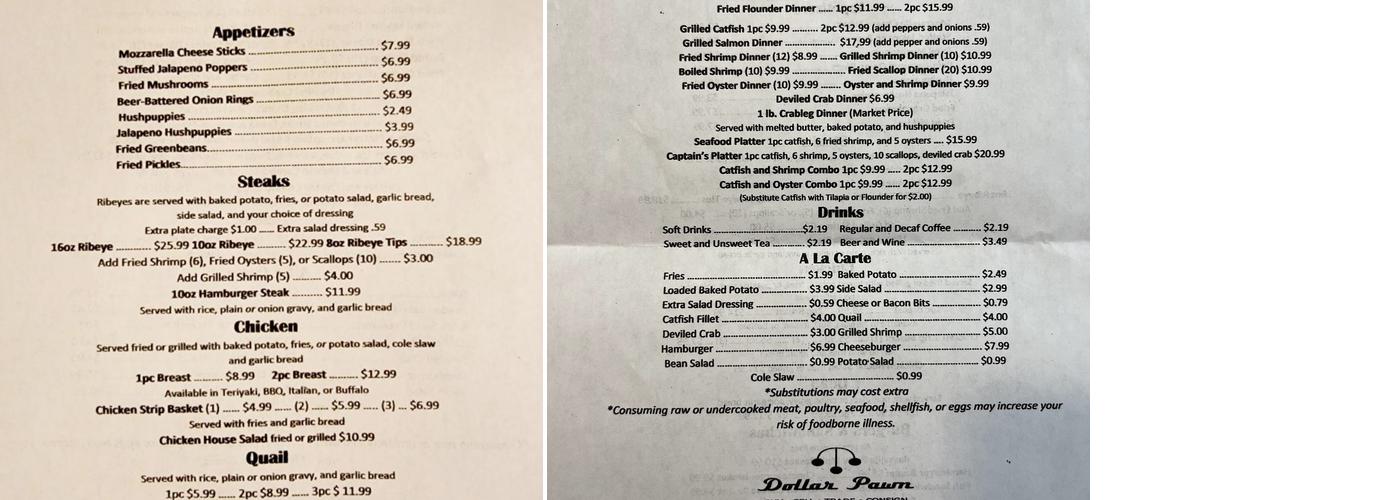 Appetizers
Mozzarella Cheese Sticks ........ $7.99
Stuffed Jalapeno Poppers ........ $6.99
Fried Mushrooms ........ $6.99
Beer-Battered Onion Rings ........ $6.99
Hushpuppies ........ $2.49
Jalapeno Hushpuppies ........ $3.99
Fried Greenbeans........ $6.99
Fried Pickles........ $6.99
Steaks
Ribeyes are served with baked potato, fries, or potato salad, garlic bread,
side salad, and your choice of dressing
Extra plate charge $1.00 ...... Extra salad dressing .59
16oz Ribeye ............ $25.99 10oz Ribeye .......... $22.99 8oz Ribeye Tips ........... $18.99
Add Fried Shrimp (6), Fried Oysters (5), or Scallops (10) ....... $3.00
Add Grilled Shrimp (5) .......... $4.00
10oz Hamburger Steak ........... $11.99
Served with rice, plain or onion gravy, and garlic bread
Chicken
Served fried or grilled with baked potato, fries, or potato salad, cole slaw
and garlic bread
1pc Breast ........... $8.99 2pc Breast ............ $12.99
Available in Teriyaki, BBQ, Italian, or Buffalo
Chicken Strip Basket (1) ...... $4.99 ...... (2) ...... $5.99 ..... (3) ... $6.99
Served with fries and garlic bread
Chicken House Salad fried or grilled $10.99
Quail
Served with rice, plain or onion gravy, and garlic bread
1pc $5.99 ...... 2pc $8.99 ...... 3pc $ 11.99
Fried Flounder Dinner ...... 1pc $11.99 ...... 2pc $15.99
Grilled Catfish 1pc $9.99 .......... 2pc $12.99 (add peppers and onions .59)
Grilled Salmon Dinner ...................... $17,99 (add pepper and onions .59)
Fried Shrimp Dinner (12) $8.99 ...... Grilled Shrimp Dinner (10) $10.99
Boiled Shrimp (10) $9.99 ..................... Fried Scallop Dinner (20) $10.99
Fried Oyster Dinner (10) $9.99 ........ Oyster and Shrimp Dinner $9.99
Deviled Crab Dinner $6.99
1 lb. Crableg Dinner (Market Price)
Served with melted butter, baked potato, and hushpuppies
Seafood Platter 1pc catfish, 6 fried shrimp, and 5 oysters .... $15.99
Captain's Platter 1pc catfish, 6 shrimp, 5 oysters, 10 scallops, deviled crab $20.99
Catfish and Shrimp Combo 1pc $9.99 ..... 2pc $12.99
Catfish and Oyster Combo 1pc $9.99 ...... 2pc $12.99
(Substitute Catfish with Tilapia or Flounder for $2.00)
Drinks
Soft Drinks ........................$2.19 Regular and Decaf Coffee .......... $2.19
Sweet and Unsweet Tea .......... $2.19 Beer and Wine ........................ $3.49
A La Carte
Fries ................................ $1.99 Baked Potato ...................... $2.49
Loaded Baked Potato ............... $3.99 Side Salad ........................ $2.99
Extra Salad Dressing ............... $0.59 Cheese or Bacon Bits .............. $0.79
Catfish Fillet ........................ $4.00 Quail ........................ $4.00
Deviled Crab ........................ $3.00 Grilled Shrimp ........................ $5.00
Hamburger ........................ $6.99 Cheeseburger ........................ $7.99
Bean Salad ........................ $0.99 Potato Salad ........................ $0.99
Cole Slaw ................................ $0.99
*Substitutions may cost extra
*Consuming raw or undercooked meat, poultry, seafood, shellfish, or eggs may increase your
risk of foodborne illness.
Dollar Pawn